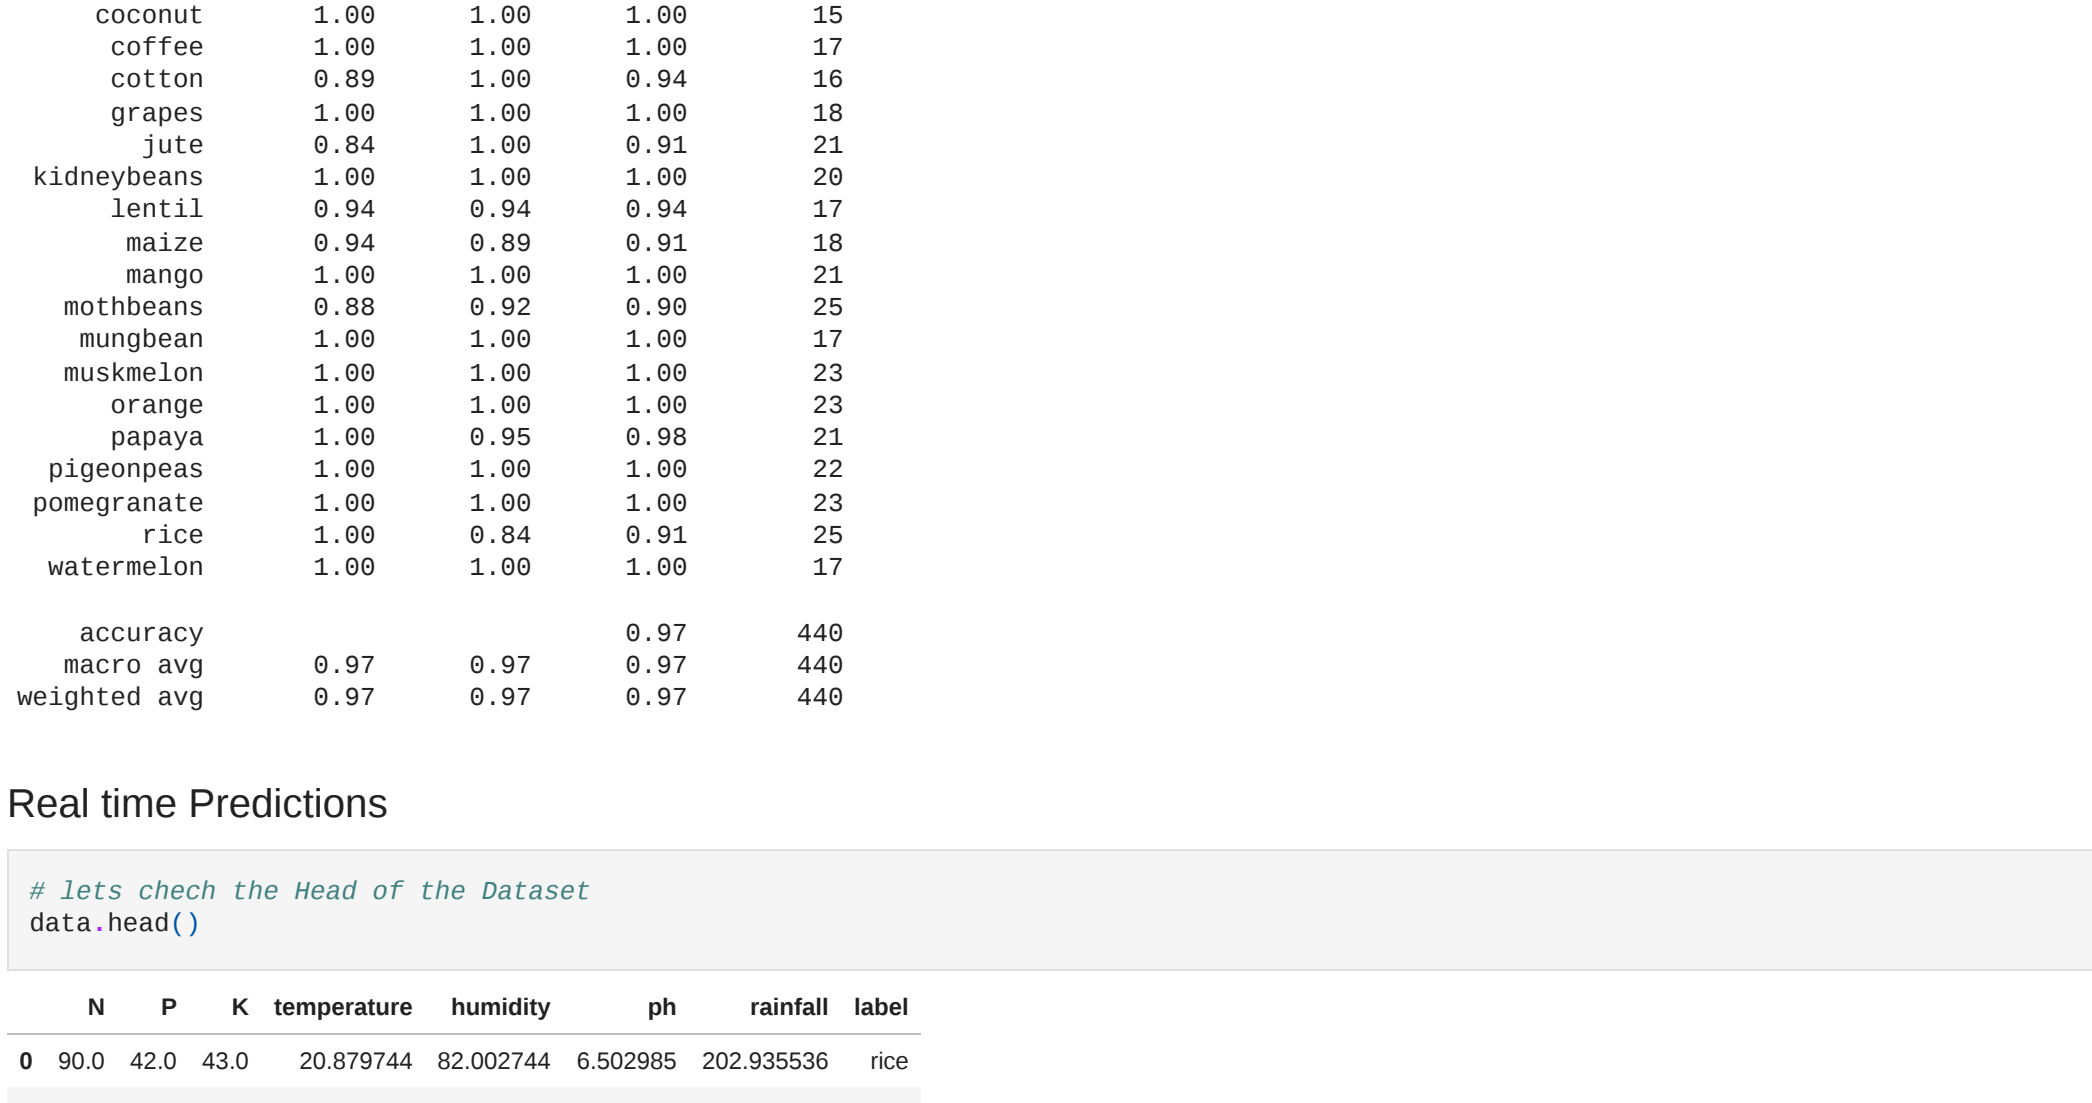 coconut 1.00 1.00 1.00 15
coffee 1.00 1.00 1.00 17
cotton 0.89 1.00 0.94 16
grapes 1.00 1.00 1.00 18
jute 0.84 1.00 0.91 21
kidneybeans 1.00 1.00 1.00 20
lentil 0.94 0.94 0.94 17
maize 0.94 0.89 0.91 18
mango 1.00 1.00 1.00 21
mothbeans 0.88 0.92 0.90 25
mungbean 1.00 1.00 1.00 17
muskmelon 1.00 1.00 1.00 23
orange 1.00 1.00 1.00 23
papaya 1.00 0.95 0.98 21
pigeonpeas 1.00 1.00 1.00 22
pomegranate 1.00 1.00 1.00 23
rice 1.00 0.84 0.91 25
watermelon 1.00 1.00 1.00 17
accuracy 0.97 440
macro avg 0.97 0.97 0.97 440
weighted avg 0.97 0.97 0.97 440
Real time Predictions
# lets chech the Head of the Dataset
data.head()
N P K temperature humidity ph rainfall label
0 90.0 42.0 43.0 20.879744 82.002744 6.502985 202.935536 rice